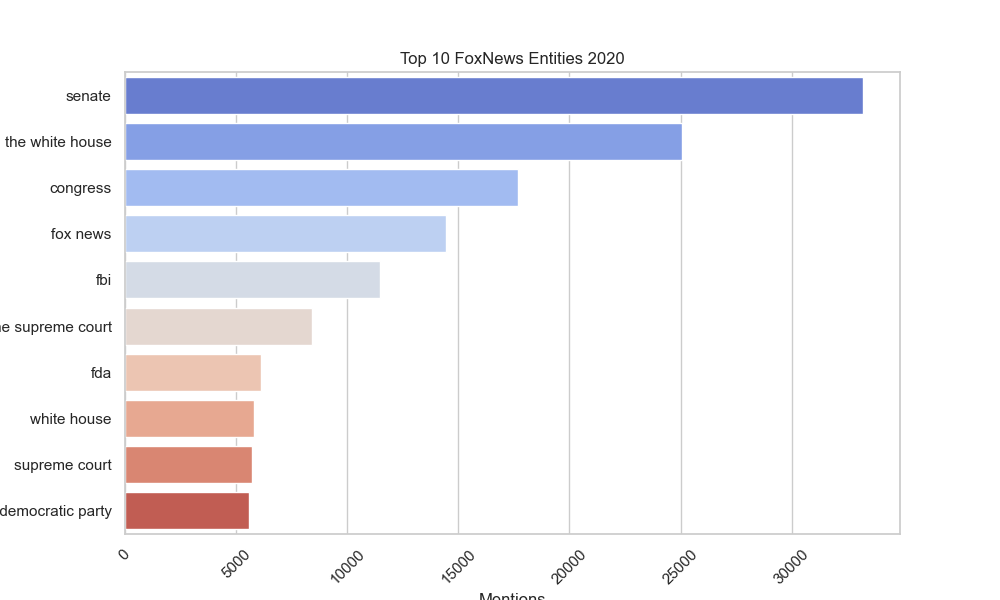 Top 10 FoxNews Entities 2020
senate
the white house
congress
fox news
fbi
e supreme court
fda
white house
supreme court
democratic party
0
5000
10000
15000
20000
25000
30000
Mentions